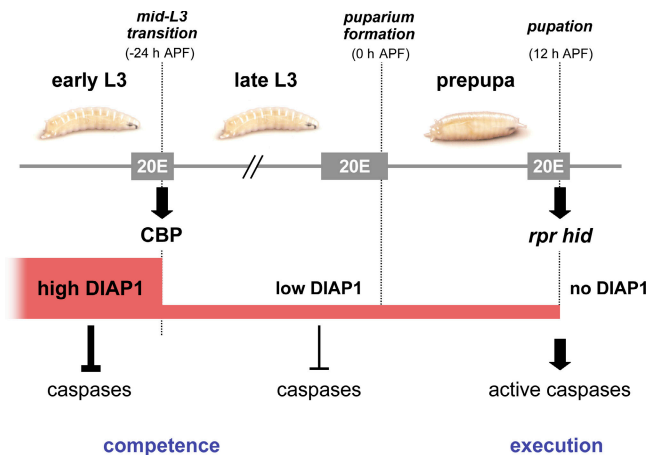 mid-L3
transition
(-24 h APF)
puparium
formation
(0 h APF)
pupation
(12 h APF)
early L3
late L3
prepupa
20E
20E
20E
CBP
rpr hid
high DIAP1
low DIAP1
no DIAP1
caspases
caspases
active caspases
competence
execution